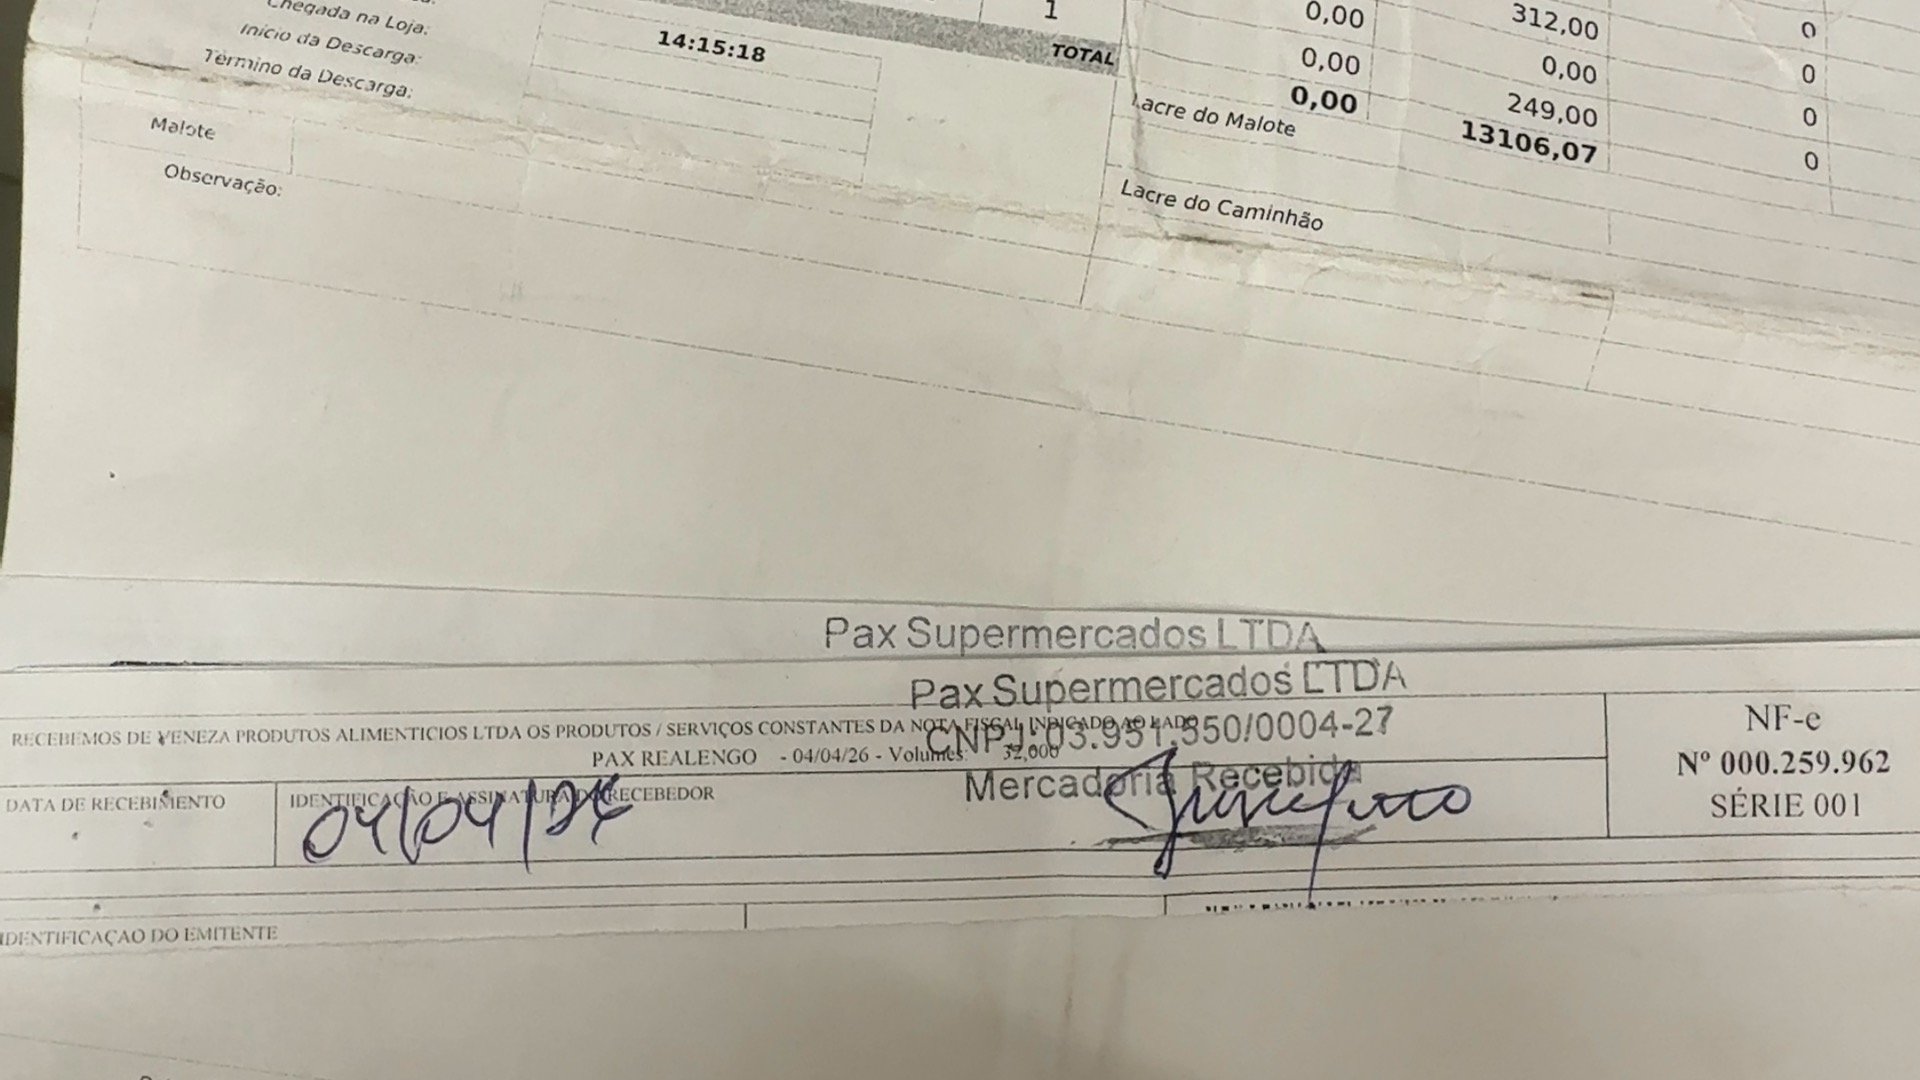 Chegada na Loja:
Início da Descarga:
14:15:18
Término da Descarga:
Malote
Observação:
1
TOTAL
0,00 312,00 0
0,00 0,00 0
0,00 249,00 0
13106,07 0
Lacre do Malote
Lacre do Caminhão
Pax Supermercados LTDA
Pax Supermercados LTDA
CNPJ: 03.951.550/0004-27
Mercadoria Recebida
RECEBEMOS DE VENEZA PRODUTOS ALIMENTICIOS LTDA OS PRODUTOS / SERVIÇOS CONSTANTES DA NOTA FISCAL INDICADO AO LADO
PAX REALENGO - 04/04/26 - Volumes: 32,000
DATA DE RECEBIMENTO
IDENTIFICAÇÃO E ASSINATURA DO RECEBEDOR
04/04/26
NF-e
Nº 000.259.962
SÉRIE 001
IDENTIFICAÇÃO DO EMITENTE